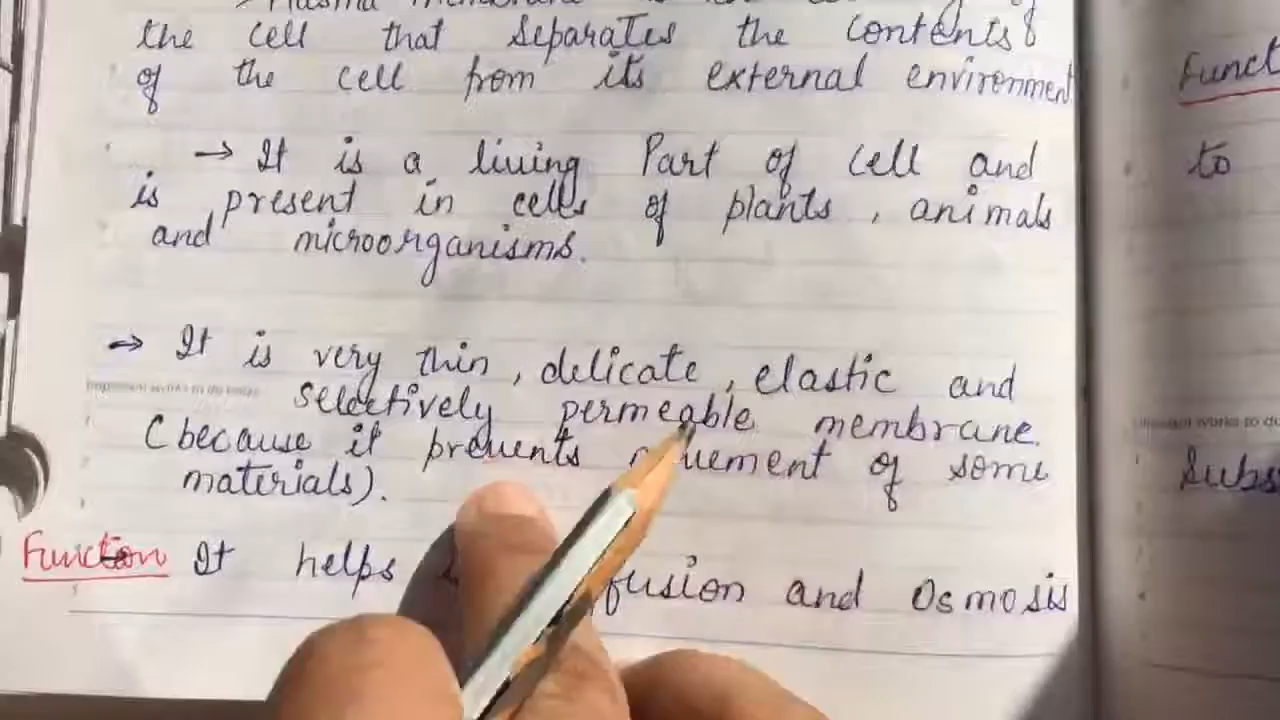 the cell that separates the contents
of the cell from its external environment
→ It is a living Part of cell and
is present in cells of plants, animals
and microorganisms.
→ It is very thin, delicate, elastic and
selectively permeable membrane.
(because it prevents of some
materials).
Function It helps and Osmosis
Funct
to
Subs